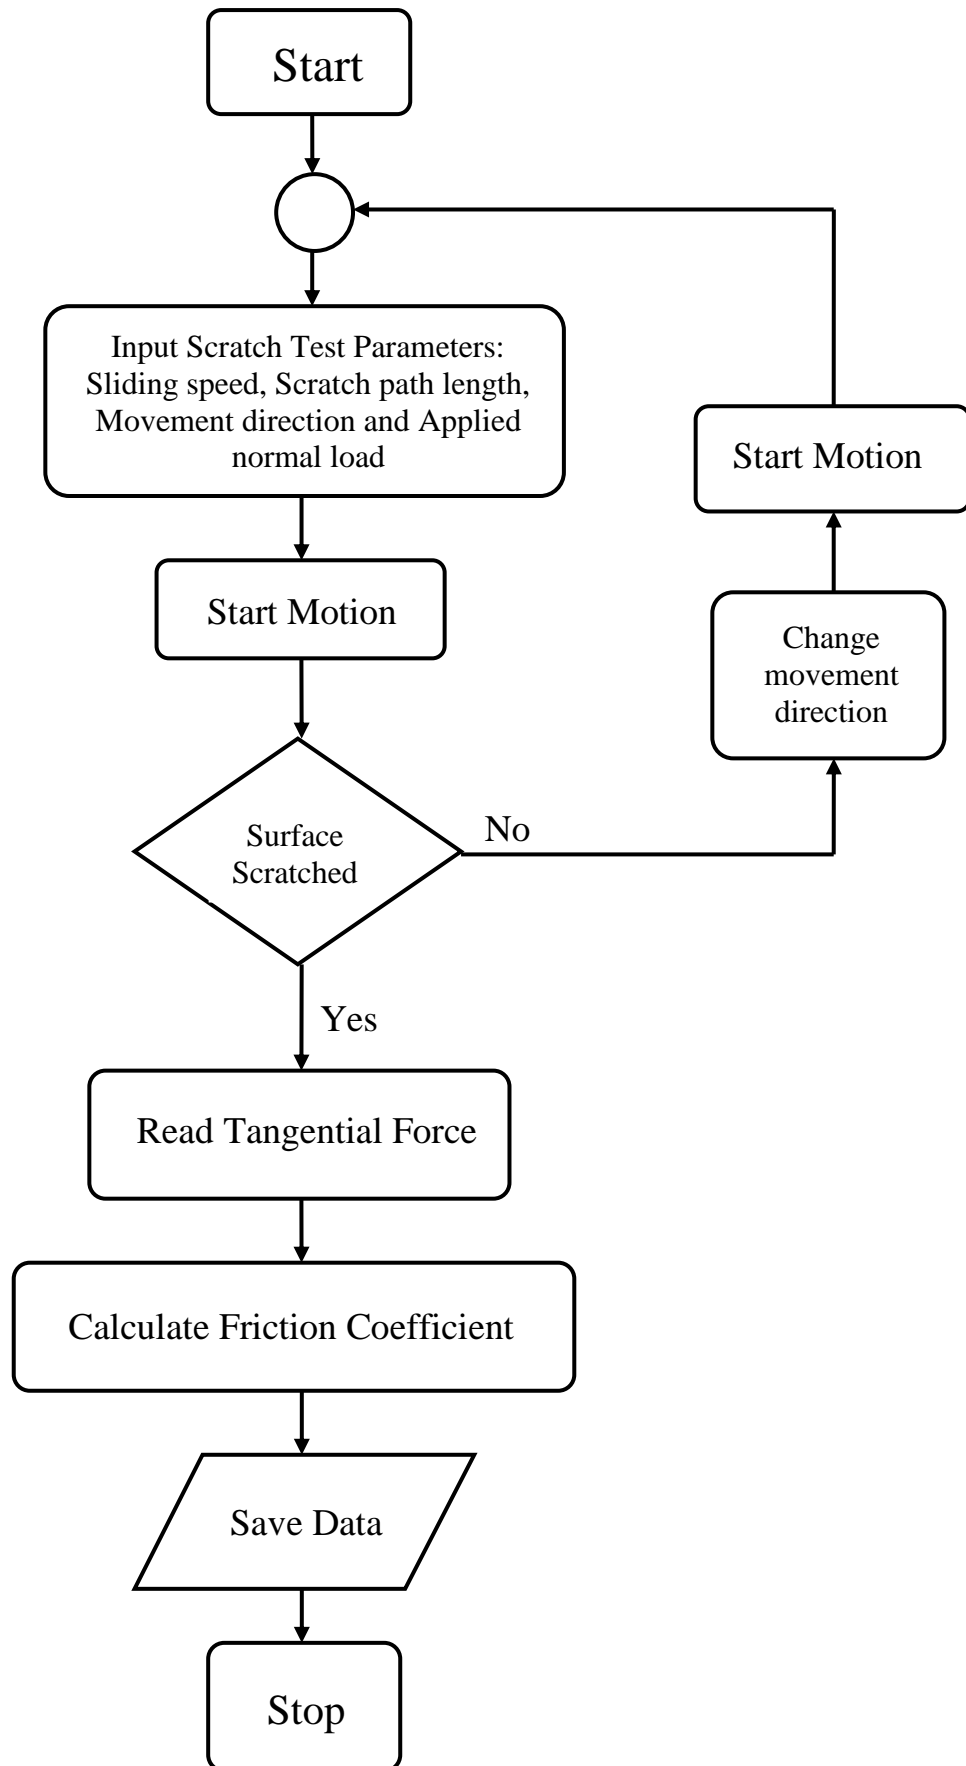 Start
Input Scratch Test Parameters:
Sliding speed, Scratch path length,
Movement direction and Applied
normal load
Start Motion
Start Motion
Change
movement
direction
Surface
Scratched
No
Yes
Read Tangential Force
Calculate Friction Coefficient
Save Data
Stop